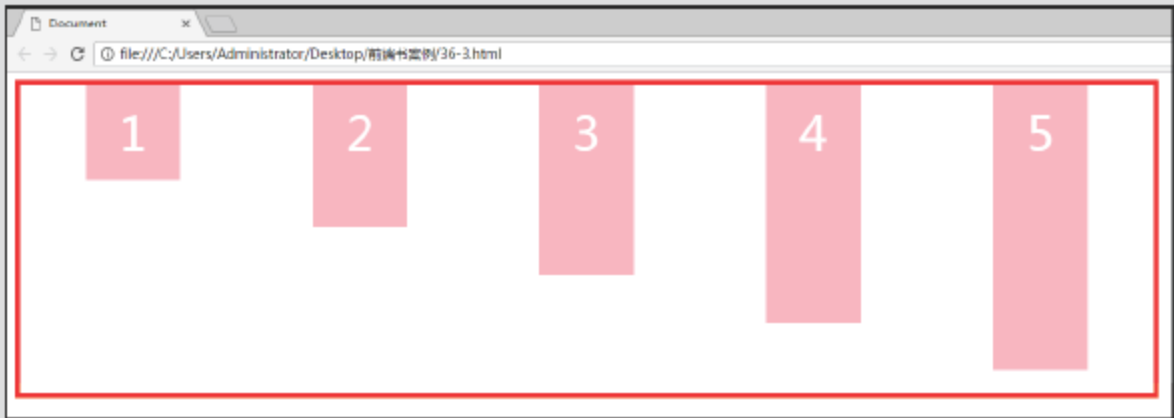 Document
file:///C:/Users/Administrator/Desktop/前端书案例/36-3.html
1 2 3 4 5